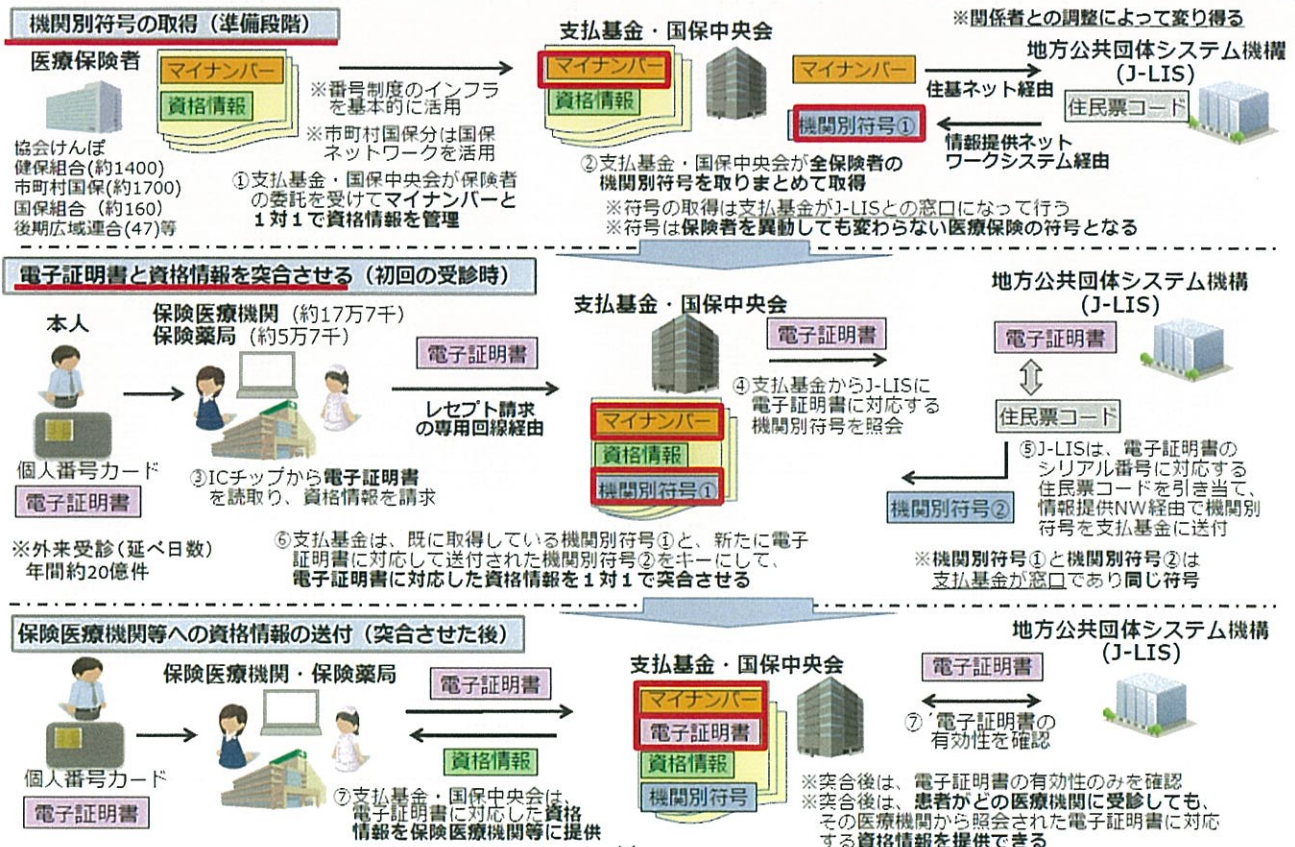 機関別符号の取得（準備段階）
※関係者との調整によって変り得る
医療保険者
マイナンバー
資格情報
協会けんぽ
健保組合(約1400)
市町村国保(約1700)
国保組合（約160）
後期広域連合(47)等
※番号制度のインフラ
を基本的に活用
※市町村国保分は国保
ネットワークを活用
①支払基金・国保中央会が保険者
の委託を受けてマイナンバーと
１対１で資格情報を管理
支払基金・国保中央会
マイナンバー
資格情報
マイナンバー
機関別符号①
住基ネット経由
情報提供ネット
ワークシステム経由
地方公共団体システム機構
(J-LIS)
住民票コード
②支払基金・国保中央会が全保険者の
機関別符号を取りまとめて取得
※符号の取得は支払基金がJ-LISとの窓口になって行う
※符号は保険者を異動しても変わらない医療保険の符号となる
電子証明書と資格情報を突合させる（初回の受診時）
本人
個人番号カード
電子証明書
※外来受診(延べ日数)
年間約20億件
保険医療機関（約17万7千）
保険薬局（約5万7千）
③ICチップから電子証明書
を読取り、資格情報を請求
電子証明書
レセプト請求
の専用回線経由
支払基金・国保中央会
マイナンバー
資格情報
機関別符号①
電子証明書
④支払基金からJ-LISに
電子証明書に対応する
機関別符号を照会
地方公共団体システム機構
(J-LIS)
電子証明書
住民票コード
機関別符号②
⑤J-LISは、電子証明書の
シリアル番号に対応する
住民票コードを引き当て、
情報提供NW経由で機関別
符号を支払基金に送付
⑥支払基金は、既に取得している機関別符号①と、新たに電子
証明書に対応して送付された機関別符号②をキーにして、
電子証明書に対応した資格情報を１対１で突合させる
※機関別符号①と機関別符号②は
支払基金が窓口であり同じ符号
保険医療機関等への資格情報の送付（突合させた後）
個人番号カード
電子証明書
保険医療機関・保険薬局
電子証明書
資格情報
⑦支払基金・国保中央会は、
電子証明書に対応した資格
情報を保険医療機関等に提供
支払基金・国保中央会
マイナンバー
電子証明書
資格情報
機関別符号
電子証明書
⑦´電子証明書の
有効性を確認
地方公共団体システム機構
(J-LIS)
※突合後は、電子証明書の有効性のみを確認
※突合後は、患者がどの医療機関に受診しても、
その医療機関から照会された電子証明書に対応
する資格情報を提供できる